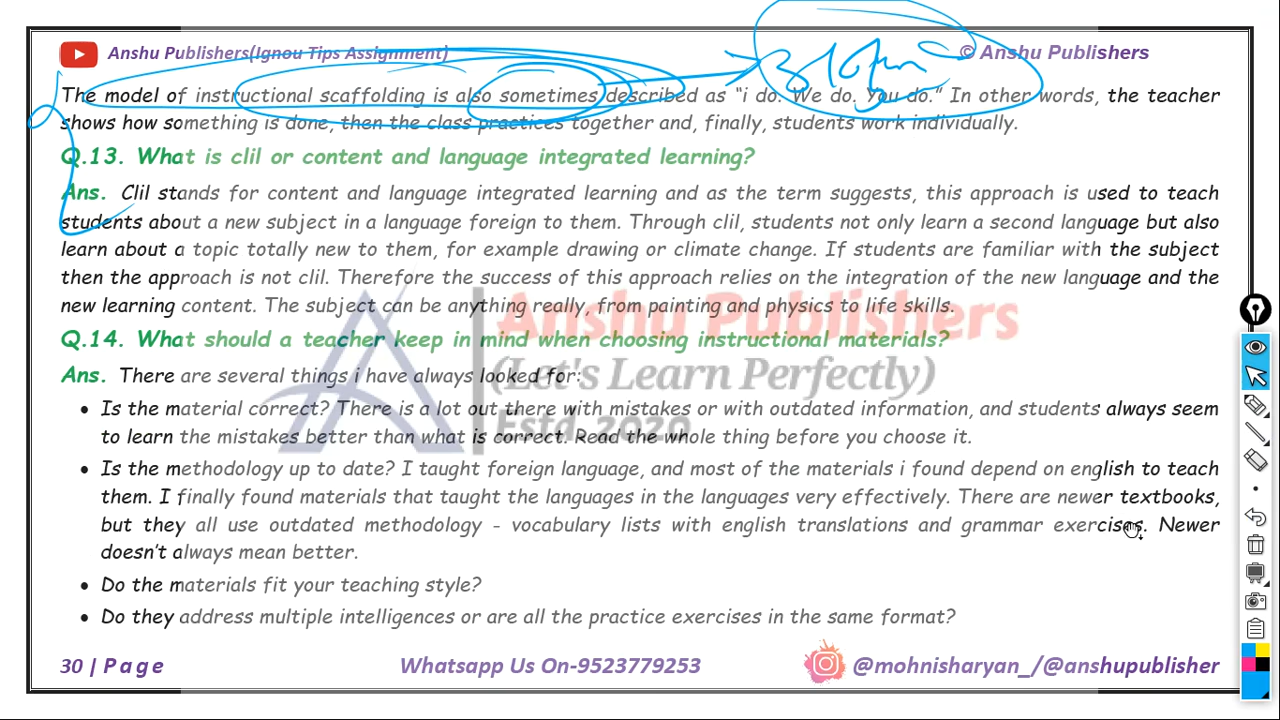 Anshu Publishers(Ignou Tips Assignment) © Anshu Publishers
The model of instructional scaffolding is also sometimes described as “i do. We do. You do.” In other words, the teacher
shows how something is done, then the class practices together and, finally, students work individually.
Q.13. What is clil or content and language integrated learning?
Ans. Clil stands for content and language integrated learning and as the term suggests, this approach is used to teach
students about a new subject in a language foreign to them. Through clil, students not only learn a second language but also
learn about a topic totally new to them, for example drawing or climate change. If students are familiar with the subject
then the approach is not clil. Therefore the success of this approach relies on the integration of the new language and the
new learning content. The subject can be anything really, from painting and physics to life skills.
Anshu Publishers
Q.14. What should a teacher keep in mind when choosing instructional materials?
(Let's Learn Perfectly)
Ans. There are several things i have always looked for:
• Is the material correct? There is a lot out there with mistakes or with outdated information, and students always seem
to learn the mistakes better than what is correct. Read the whole thing before you choose it.
Estd. 2020
• Is the methodology up to date? I taught foreign language, and most of the materials i found depend on english to teach
them. I finally found materials that taught the languages in the languages very effectively. There are newer textbooks,
but they all use outdated methodology - vocabulary lists with english translations and grammar exercises. Newer
doesn’t always mean better.
• Do the materials fit your teaching style?
• Do they address multiple intelligences or are all the practice exercises in the same format?
30 | Page Whatsapp Us On-9523779253 @mohnisharyan_/@anshupublisher